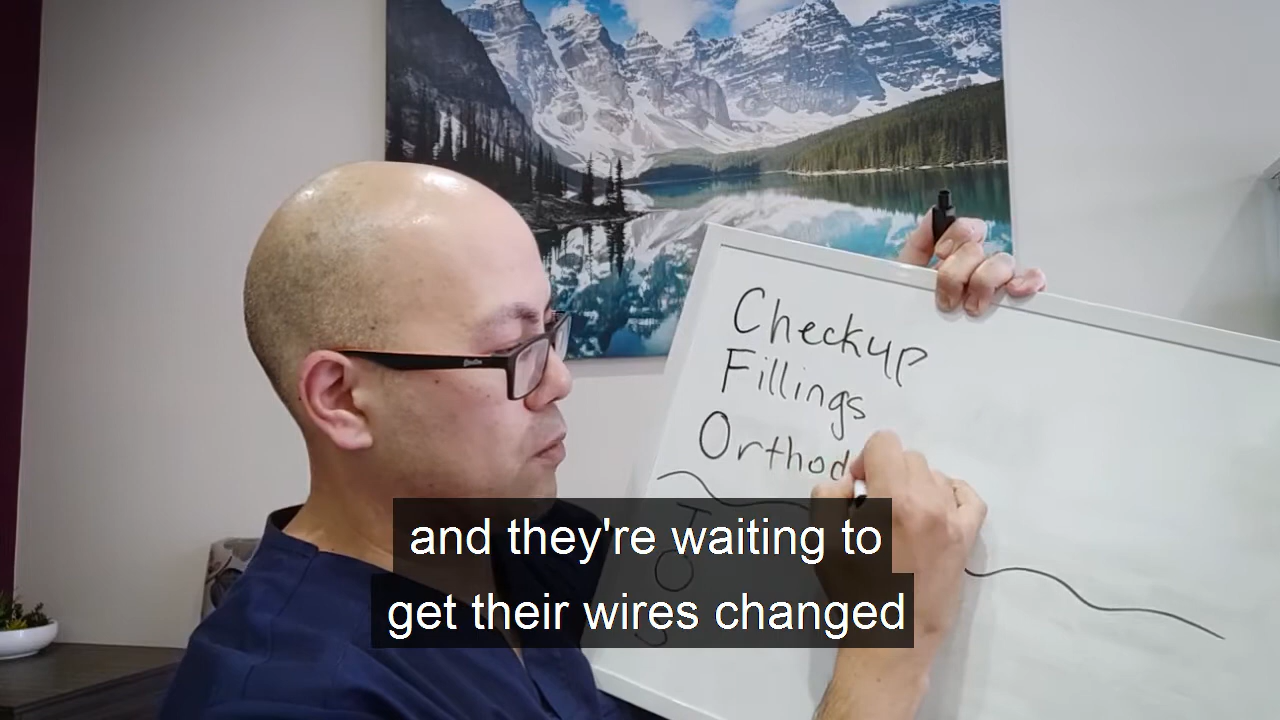 Checkup
Fillings
Orthod
and they're waiting to
get their wires changed